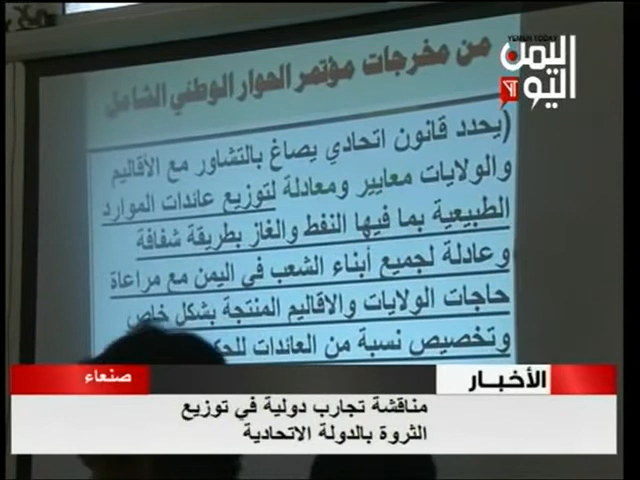 من مخرجات مؤتمر الحوار الوطني الشامل
YEMEN TODAY
اليمن
اليوم
(يحدد قانون اتحادي يصاغ بالتشاور مع الأقاليم
والولايات معايير ومعادلة لتوزيع عائدات الموارد
الطبيعية بما فيها النفط والغاز بطريقة شفافة
وعادلة لجميع أبناء الشعب في اليمن مع مراعاة
حاجات الولايات والاقاليم المنتجة بشكل خاص
وتخصيص نسبة من العائدات
الأخبار
صنعاء
مناقشة تجارب دولية في توزيع
الثروة بالدولة الاتحادية